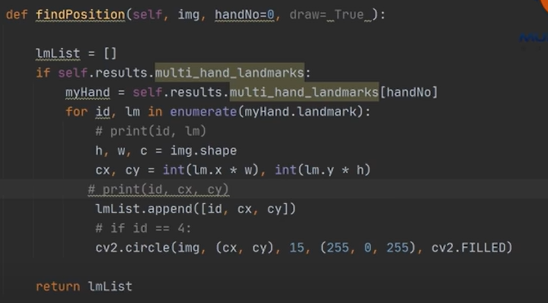 def findPosition(self, img, handNo=0, draw=_True_):
lmList = []
if self.results.multi_hand_landmarks:
myHand = self.results.multi_hand_landmarks[handNo]
for id, lm in enumerate(myHand.landmark):
# print(id, lm)
h, w, c = img.shape
cx, cy = int(lm.x * w), int(lm.y * h)
# print(id, cx, cy)
lmList.append([id, cx, cy])
# if id == 4:
cv2.circle(img, (cx, cy), 15, (255, 0, 255), cv2.FILLED)
return lmList